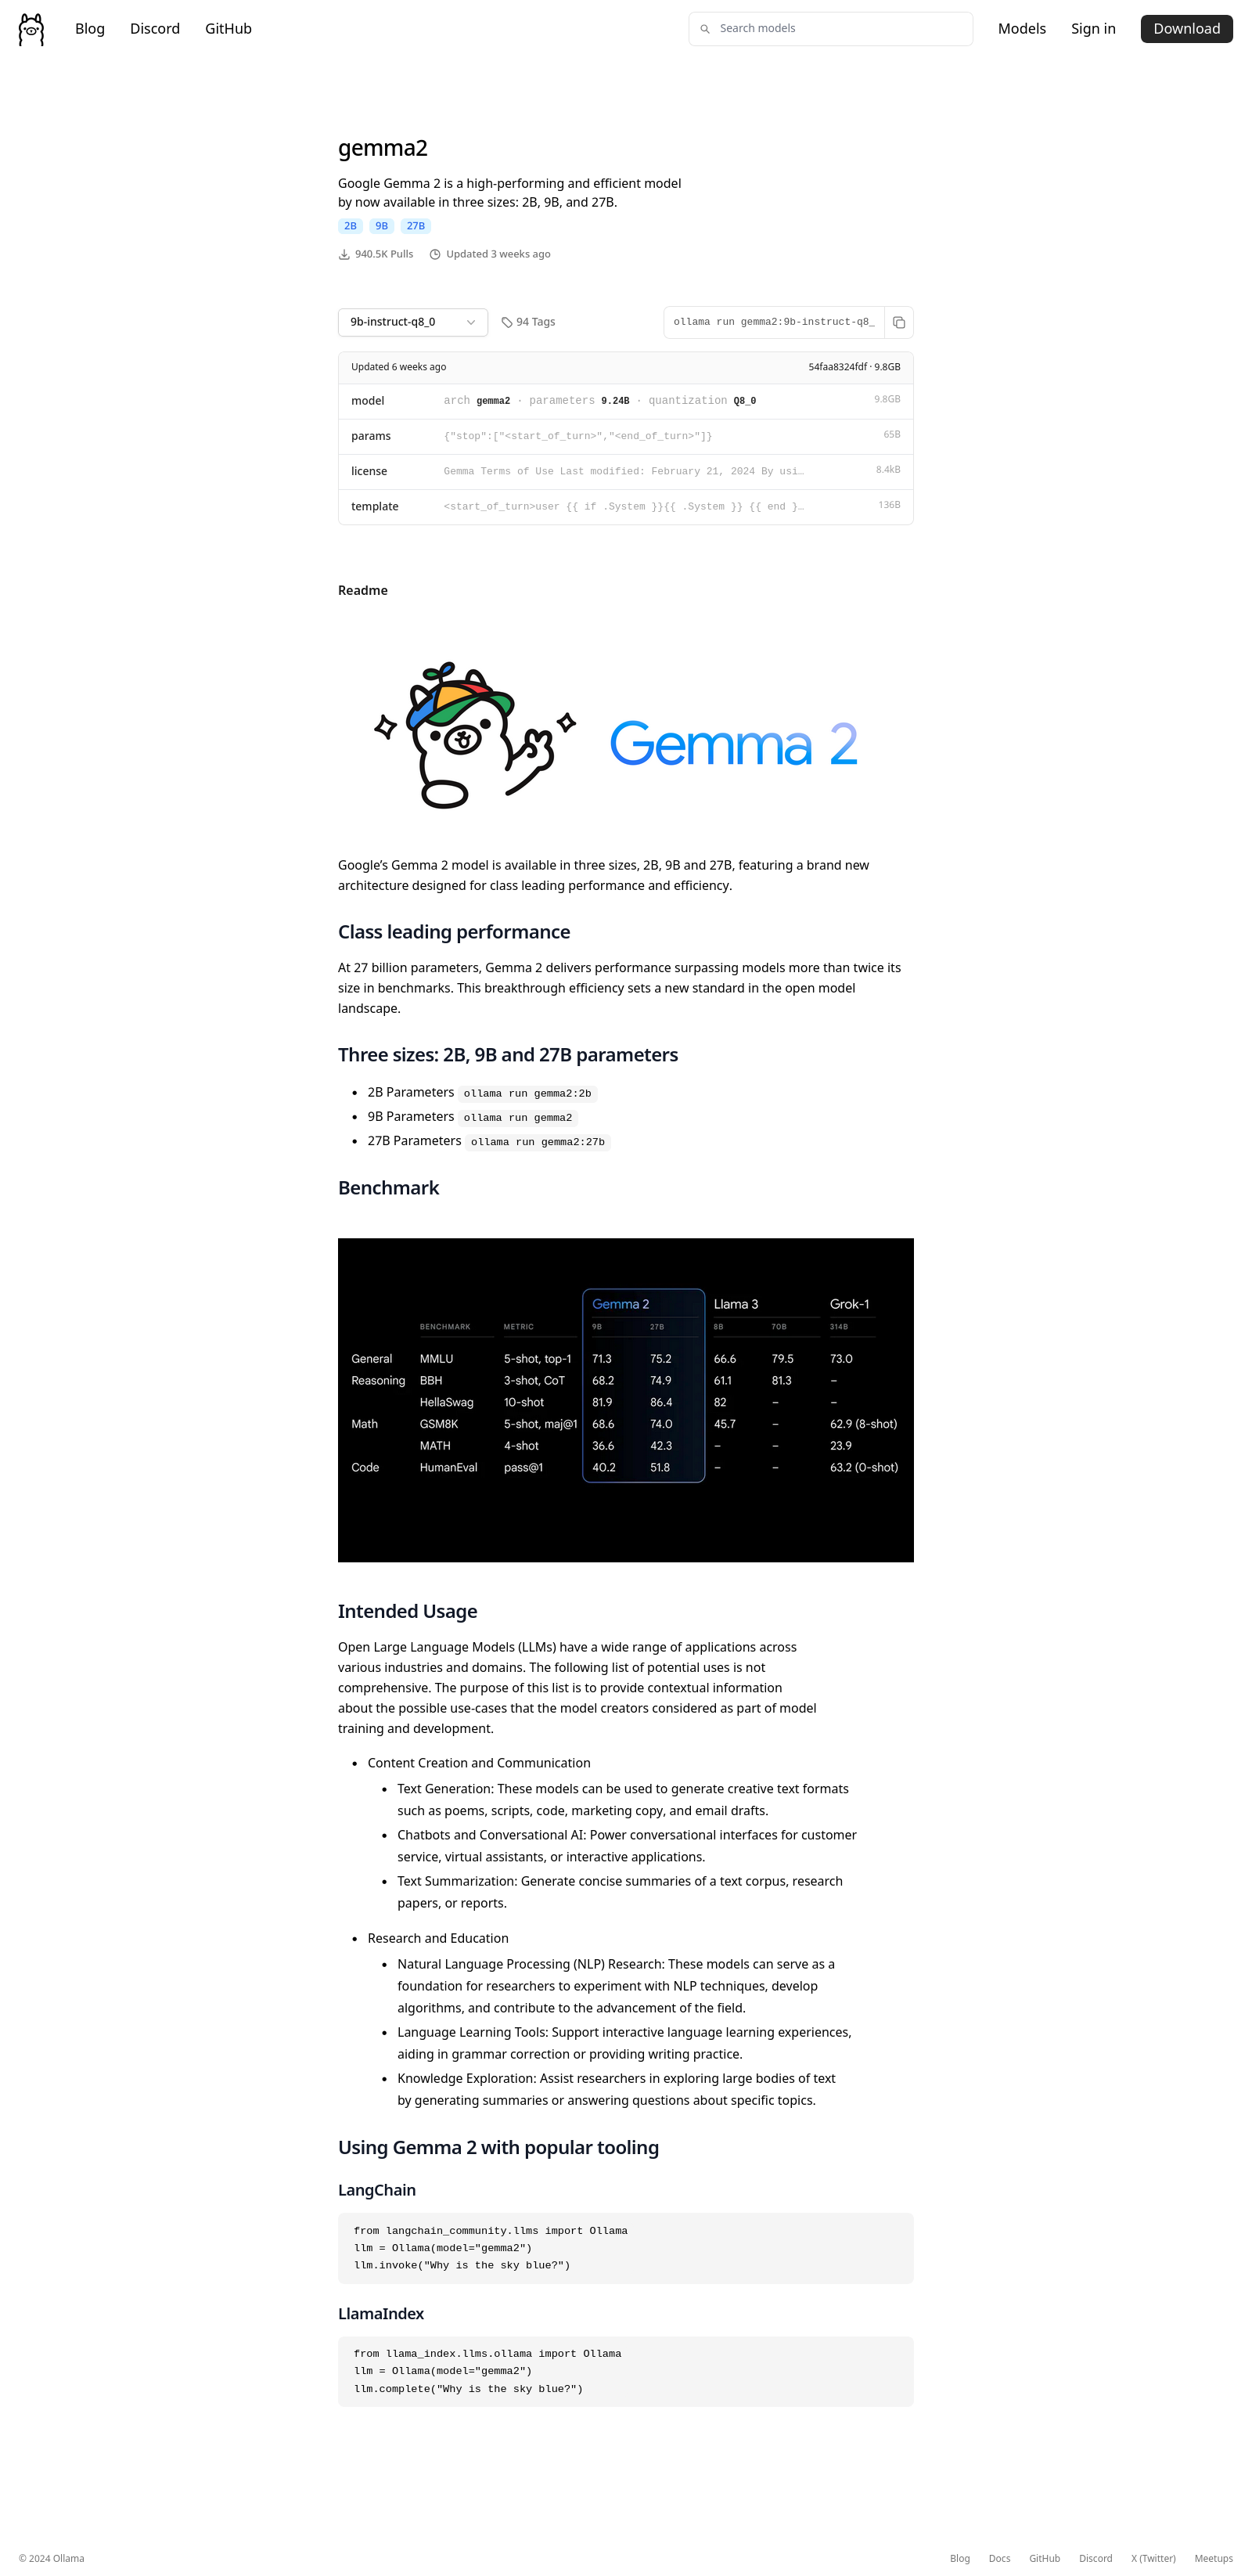 Blog Discord GitHub Search models Models Sign in Download
gemma2
Google Gemma 2 is a high-performing and efficient model
by now available in three sizes: 2B, 9B, and 27B.
2B 9B 27B
940.5K Pulls Updated 3 weeks ago
9b-instruct-q8_0 94 Tags ollama run gemma2:9b-instruct-q8_
Updated 6 weeks ago 54faa8324fdf · 9.8GB
model arch gemma2 · parameters 9.24B · quantization Q8_0 9.8GB
params {"stop":["<start_of_turn>","<end_of_turn>"]} 65B
license Gemma Terms of Use Last modified: February 21, 2024 By usi… 8.4kB
template <start_of_turn>user {{ if .System }}{{ .System }} {{ end }… 136B
Readme
Gemma 2
Google’s Gemma 2 model is available in three sizes, 2B, 9B and 27B, featuring a brand new
architecture designed for class leading performance and efficiency.
Class leading performance
At 27 billion parameters, Gemma 2 delivers performance surpassing models more than twice its
size in benchmarks. This breakthrough efficiency sets a new standard in the open model
landscape.
Three sizes: 2B, 9B and 27B parameters
• 2B Parameters ollama run gemma2:2b
• 9B Parameters ollama run gemma2
• 27B Parameters ollama run gemma2:27b
Benchmark
Gemma 2 Llama 3 Grok-1
BENCHMARK METRIC 9B 27B 8B 70B 314B
General MMLU 5-shot, top-1 71.3 75.2 66.6 79.5 73.0
Reasoning BBH 3-shot, CoT 68.2 74.9 61.1 81.3 –
HellaSwag 10-shot 81.9 86.4 82 – –
Math GSM8K 5-shot, maj@1 68.6 74.0 45.7 – 62.9 (8-shot)
MATH 4-shot 36.6 42.3 – – 23.9
Code HumanEval pass@1 40.2 51.8 – – 63.2 (0-shot)
Intended Usage
Open Large Language Models (LLMs) have a wide range of applications across
various industries and domains. The following list of potential uses is not
comprehensive. The purpose of this list is to provide contextual information
about the possible use-cases that the model creators considered as part of model
training and development.
• Content Creation and Communication
• Text Generation: These models can be used to generate creative text formats
such as poems, scripts, code, marketing copy, and email drafts.
• Chatbots and Conversational AI: Power conversational interfaces for customer
service, virtual assistants, or interactive applications.
• Text Summarization: Generate concise summaries of a text corpus, research
papers, or reports.
• Research and Education
• Natural Language Processing (NLP) Research: These models can serve as a
foundation for researchers to experiment with NLP techniques, develop
algorithms, and contribute to the advancement of the field.
• Language Learning Tools: Support interactive language learning experiences,
aiding in grammar correction or providing writing practice.
• Knowledge Exploration: Assist researchers in exploring large bodies of text
by generating summaries or answering questions about specific topics.
Using Gemma 2 with popular tooling
LangChain
from langchain_community.llms import Ollama
llm = Ollama(model="gemma2")
llm.invoke("Why is the sky blue?")
LlamaIndex
from llama_index.llms.ollama import Ollama
llm = Ollama(model="gemma2")
llm.complete("Why is the sky blue?")
© 2024 Ollama Blog Docs GitHub Discord X (Twitter) Meetups